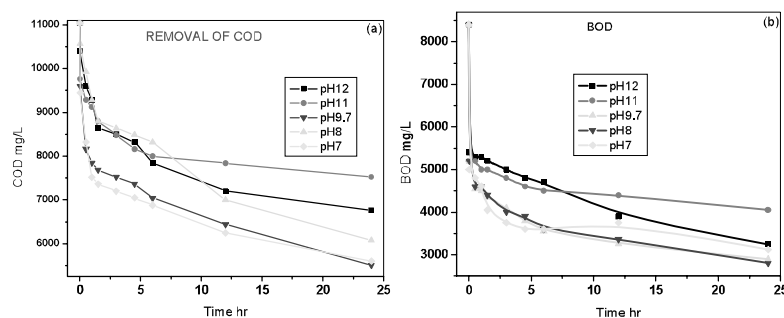 (a)
REMOVAL OF COD
11000
10000
9000
8000
7000
6000
COD mg/L
pH12
pH11
pH9.7
pH8
pH7
0 5 10 15 20 25
Time hr
(b)
BOD
8000
7000
6000
5000
4000
3000
BOD mg/L
pH12
pH11
pH9.7
pH8
pH7
0 5 10 15 20 25
Time hr